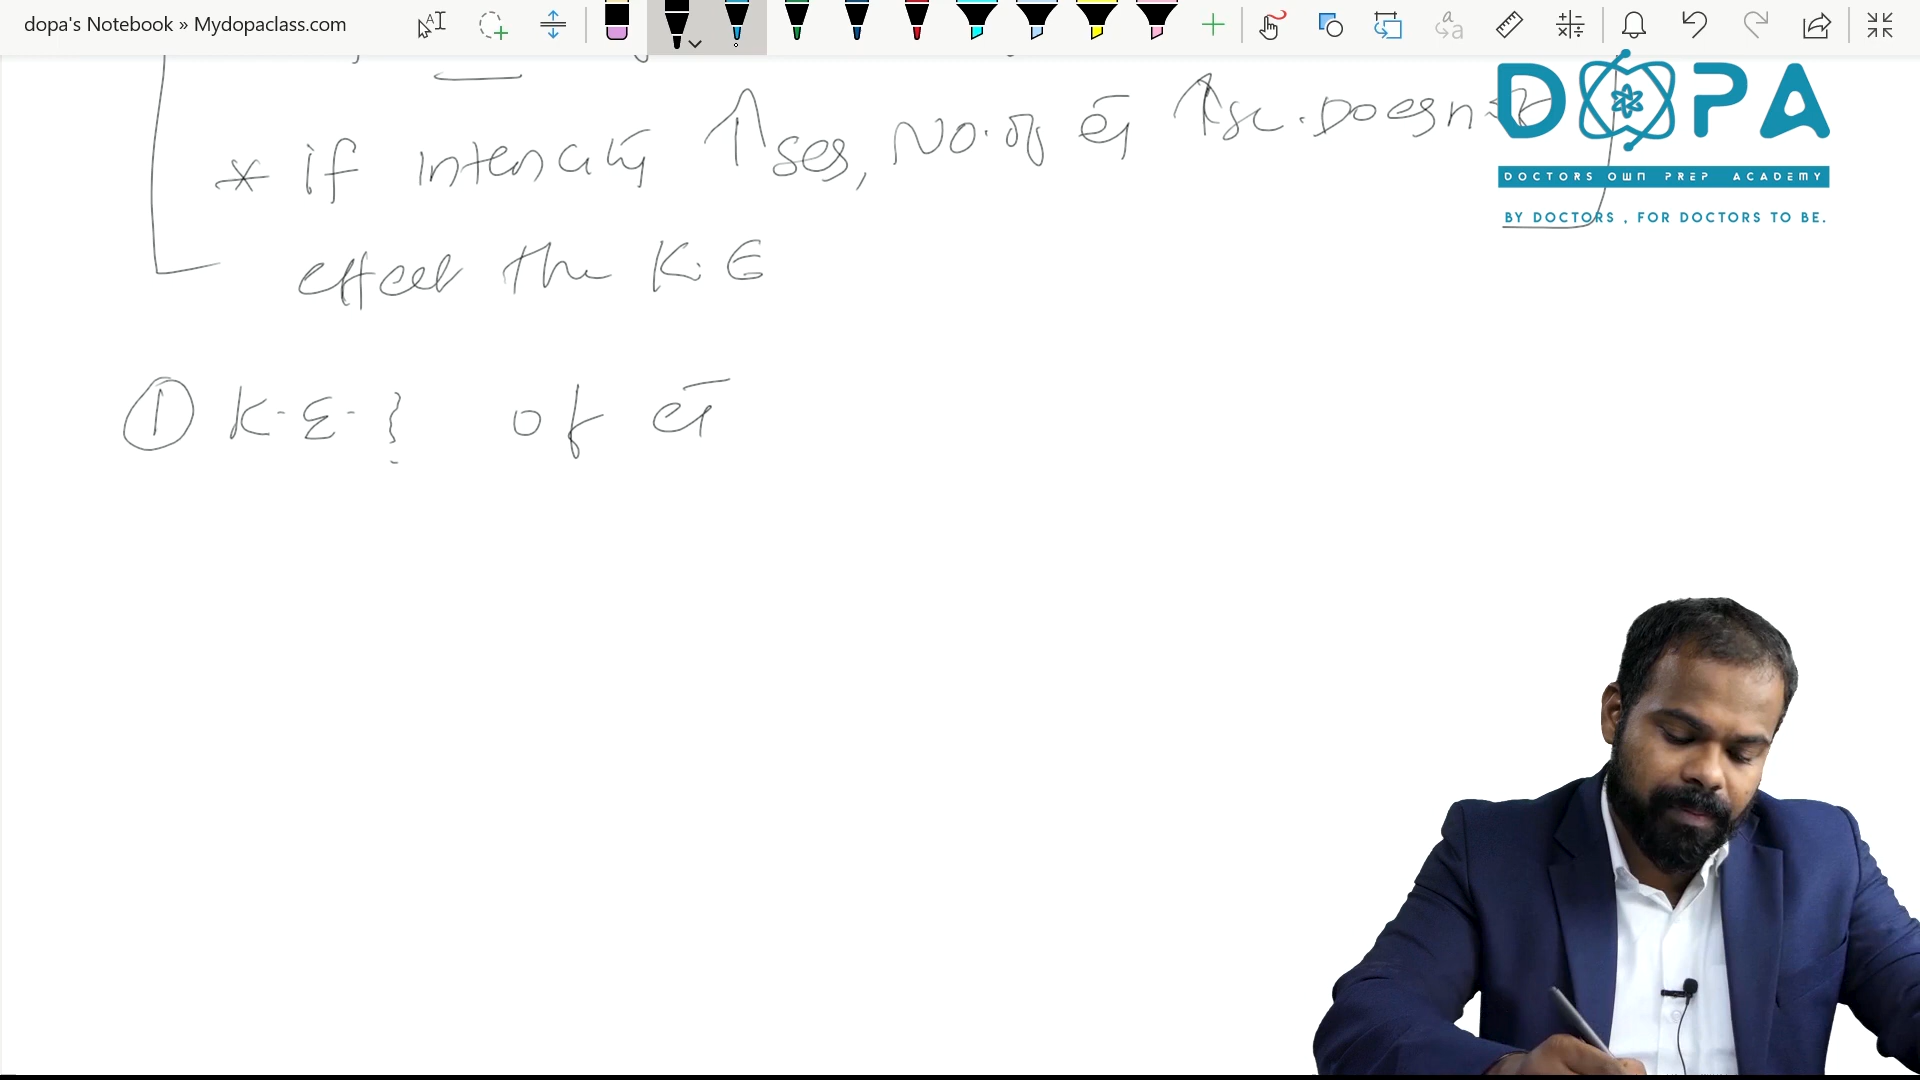 dopa's Notebook » Mydopaclass.com
DOPA
DOCTORS OWN PREP ACADEMY
BY DOCTORS , FOR DOCTORS TO BE.
* if intensity ↑ses, No. of e⁻ ↑se. Doesn't
effect the K.E
① K.E. of e⁻